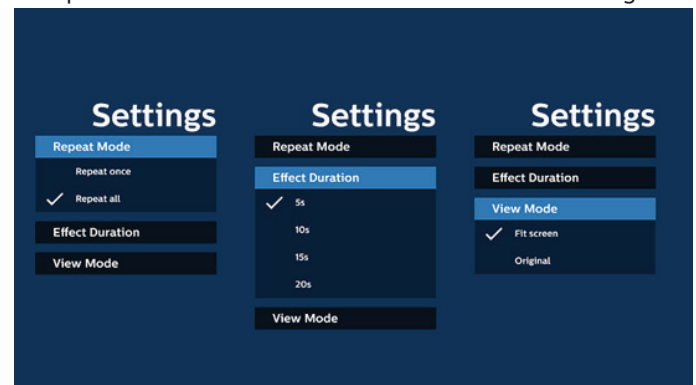 Settings
Repeat Mode
Repeat once
Repeat all
Effect Duration
View Mode
Settings
Repeat Mode
Effect Duration
5s
10s
15s
20s
View Mode
Settings
Repeat Mode
Effect Duration
View Mode
Fit screen
Original